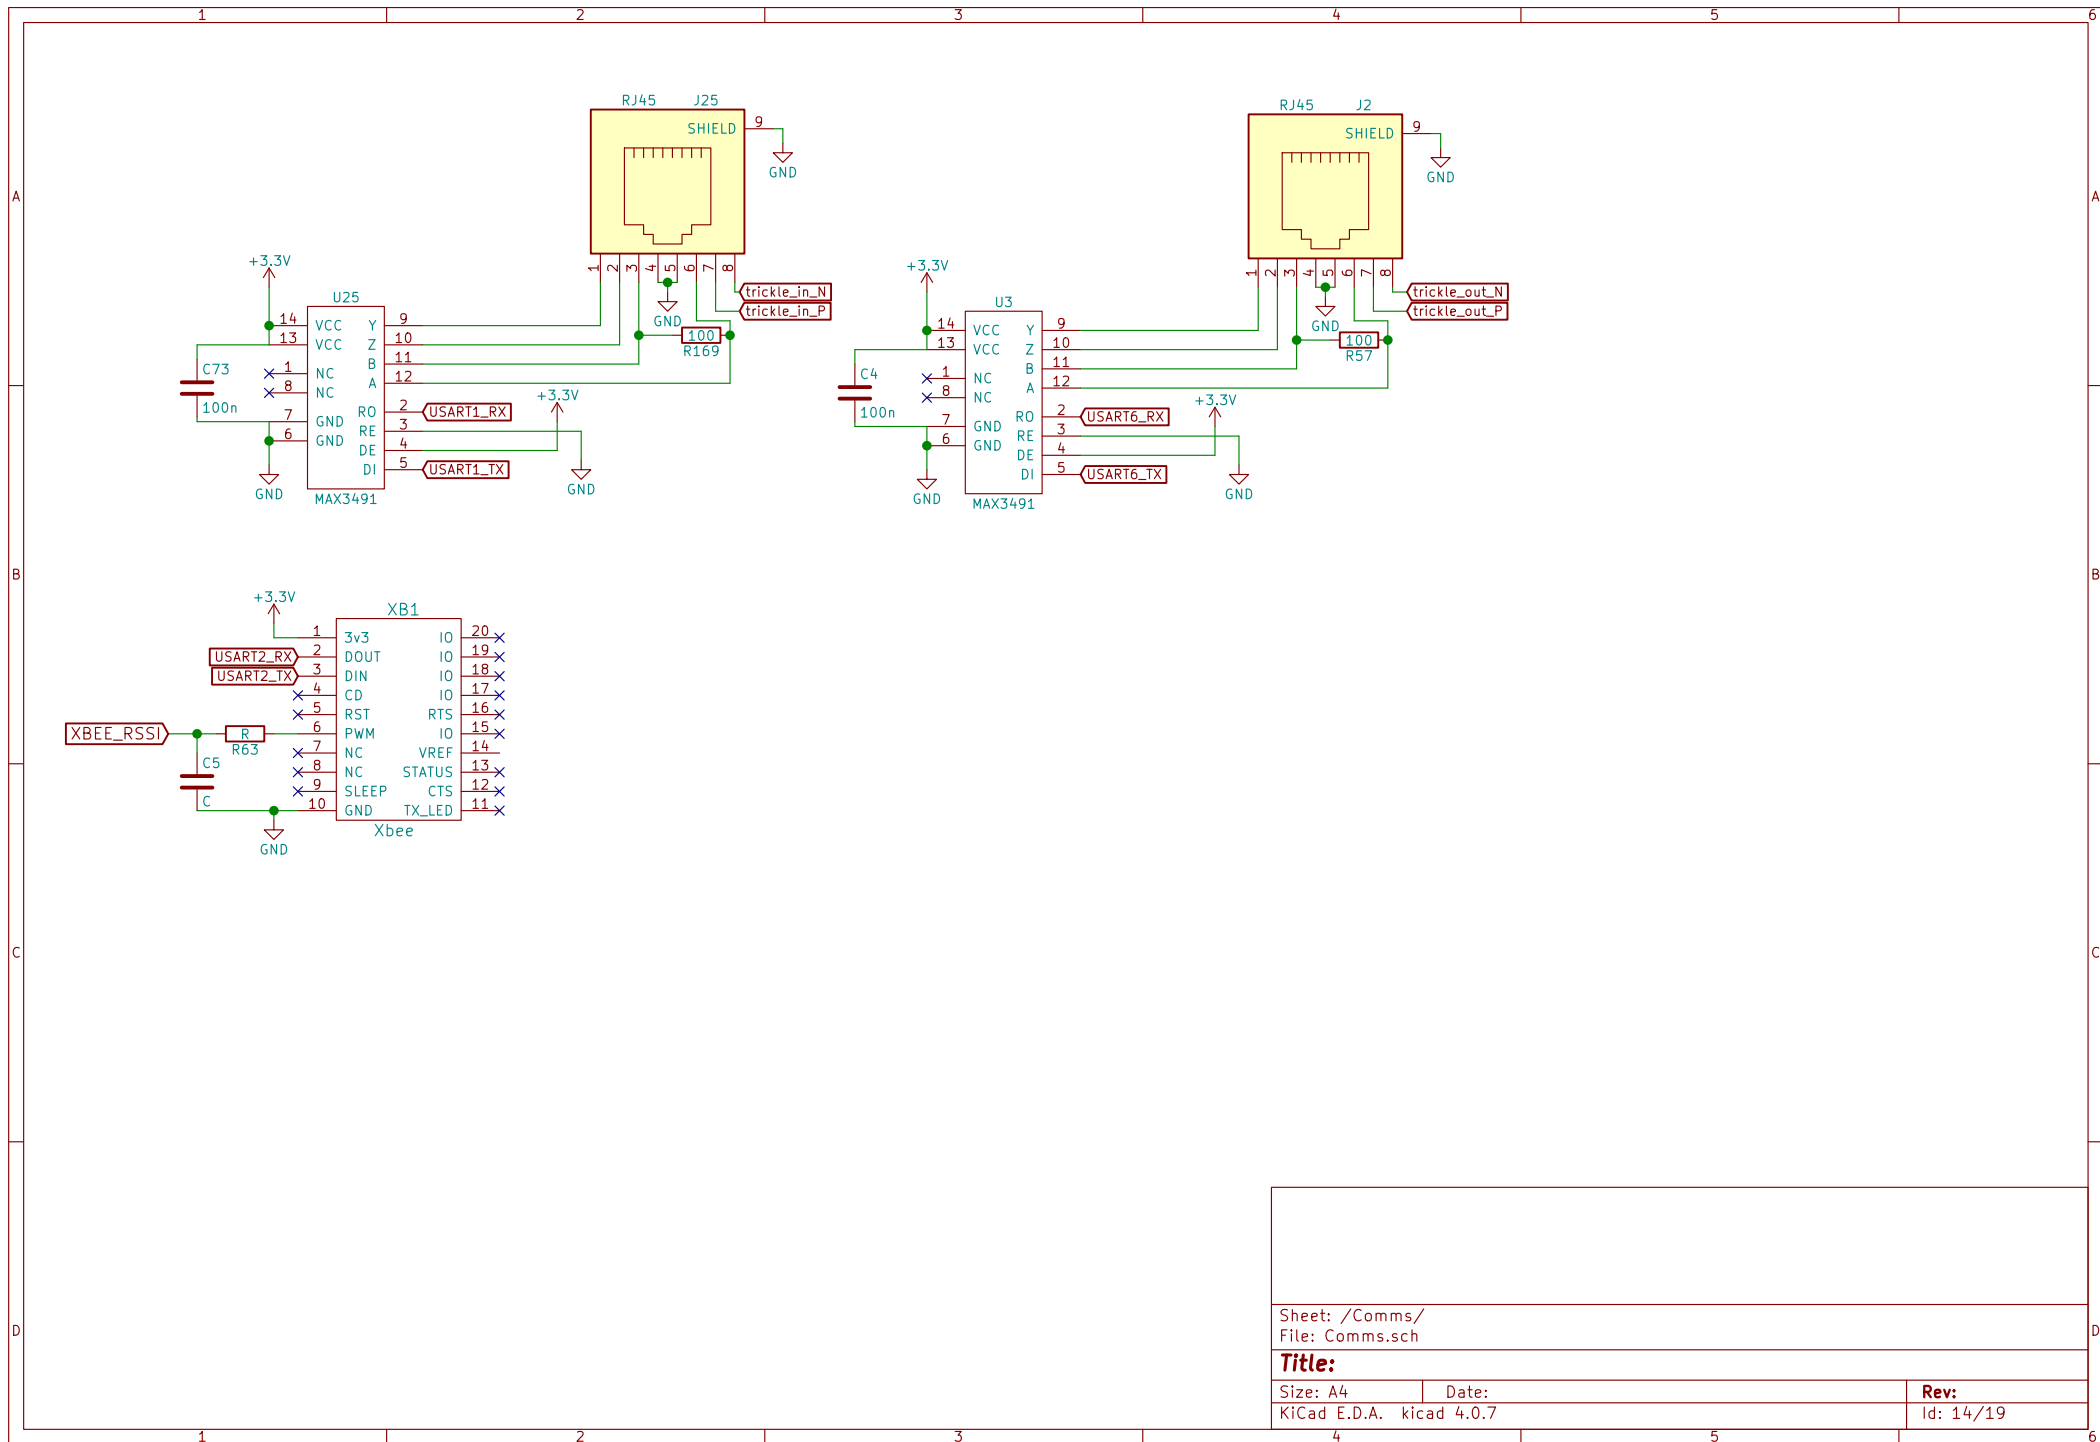 1 2 3 4 5 6
A A
B B
C C
D D
1 2 3 4 5 6
RJ45 J25
SHIELD 9
GND
1 2 3 4 5 6 7 8
GND
trickle_in_N
trickle_in_P
100
R169
+3.3V
U25
14 VCC Y 9
13 VCC Z 10
B 11
1 NC A 12
8 NC
RO 2 USART1_RX
7 GND RE 3
6 GND DE 4
DI 5 USART1_TX
MAX3491
C73
100n
GND
+3.3V
GND
RJ45 J2
SHIELD 9
GND
1 2 3 4 5 6 7 8
GND
trickle_out_N
trickle_out_P
100
R57
+3.3V
U3
14 VCC Y 9
13 VCC Z 10
B 11
1 NC A 12
8 NC
RO 2 USART6_RX
7 GND RE 3
6 GND DE 4
DI 5 USART6_TX
MAX3491
C4
100n
GND
+3.3V
GND
+3.3V
XB1
1 3v3 IO 20
USART2_RX 2 DOUT IO 19
USART2_TX 3 DIN IO 18
4 CD IO 17
5 RST RTS 16
XBEE_RSSI R 6 PWM IO 15
R63
7 NC VREF 14
8 NC STATUS 13
9 SLEEP CTS 12
10 GND TX_LED 11
Xbee
C5
C
GND
Sheet: /Comms/
File: Comms.sch
Title:
Size: A4 Date: Rev:
KiCad E.D.A. kicad 4.0.7 Id: 14/19